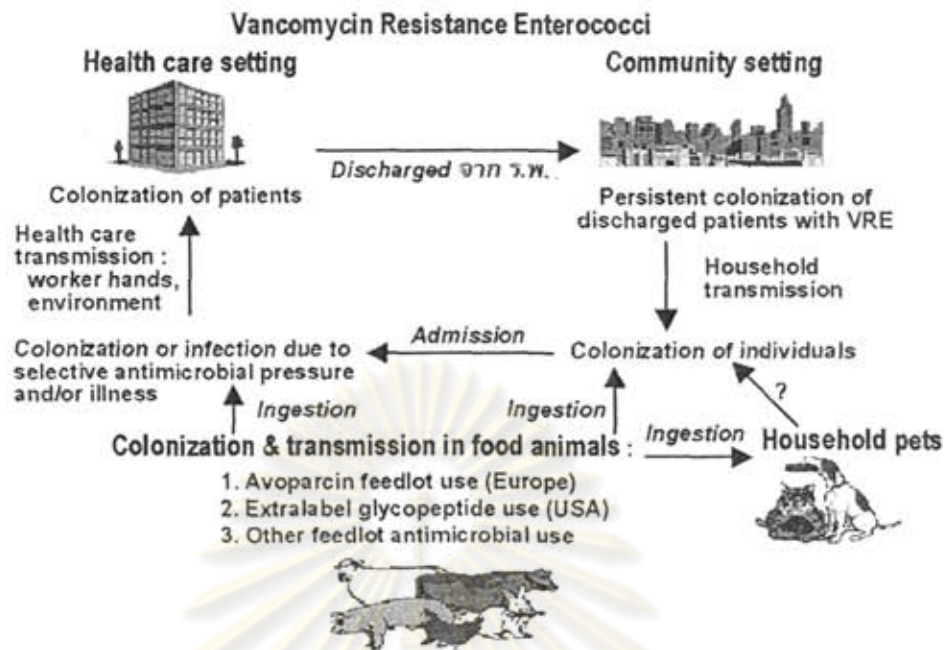 Vancomycin Resistance Enterococci
Health care setting
Community setting
Discharged จาก ร.พ.
Colonization of patients
Persistent colonization of
discharged patients with VRE
Health care
transmission :
worker hands,
environment
Household
transmission
Admission
Colonization or infection due to
selective antimicrobial pressure
and/or illness
Colonization of individuals
?
Ingestion
Ingestion
Colonization & transmission in food animals :
Ingestion
Household pets
1. Avoparcin feedlot use (Europe)
2. Extralabel glycopeptide use (USA)
3. Other feedlot antimicrobial use